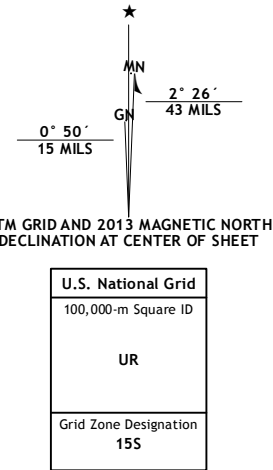 ★
MN
2° 26´
43 MILS
GN
0° 50´
15 MILS
TM GRID AND 2013 MAGNETIC NORTH
DECLINATION AT CENTER OF SHEET
U.S. National Grid
100,000-m Square ID
UR
Grid Zone Designation
15S